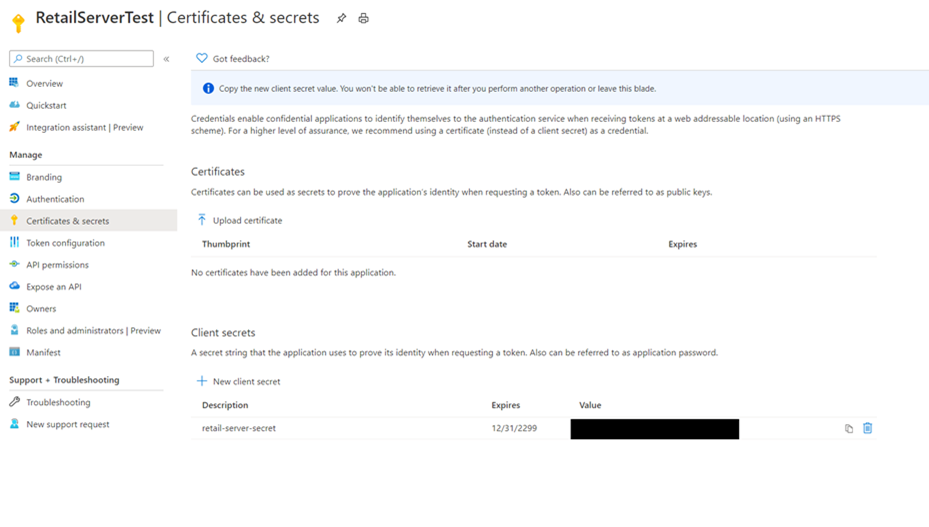 RetailServerTest | Certificates & secrets
Search (Ctrl+/)
«
Overview
Quickstart
Integration assistant | Preview
Manage
Branding
Authentication
Certificates & secrets
Token configuration
API permissions
Expose an API
Owners
Roles and administrators | Preview
Manifest
Support + Troubleshooting
Troubleshooting
New support request
Got feedback?
Copy the new client secret value. You won't be able to retrieve it after you perform another operation or leave this blade.
Credentials enable confidential applications to identify themselves to the authentication service when receiving tokens at a web addressable location (using an HTTPS
scheme). For a higher level of assurance, we recommend using a certificate (instead of a client secret) as a credential.
Certificates
Certificates can be used as secrets to prove the application's identity when requesting a token. Also can be referred to as public keys.
Upload certificate
Thumbprint Start date Expires
No certificates have been added for this application.
Client secrets
A secret string that the application uses to prove its identity when requesting a token. Also can be referred to as application password.
New client secret
Description Expires Value
retail-server-secret 12/31/2299